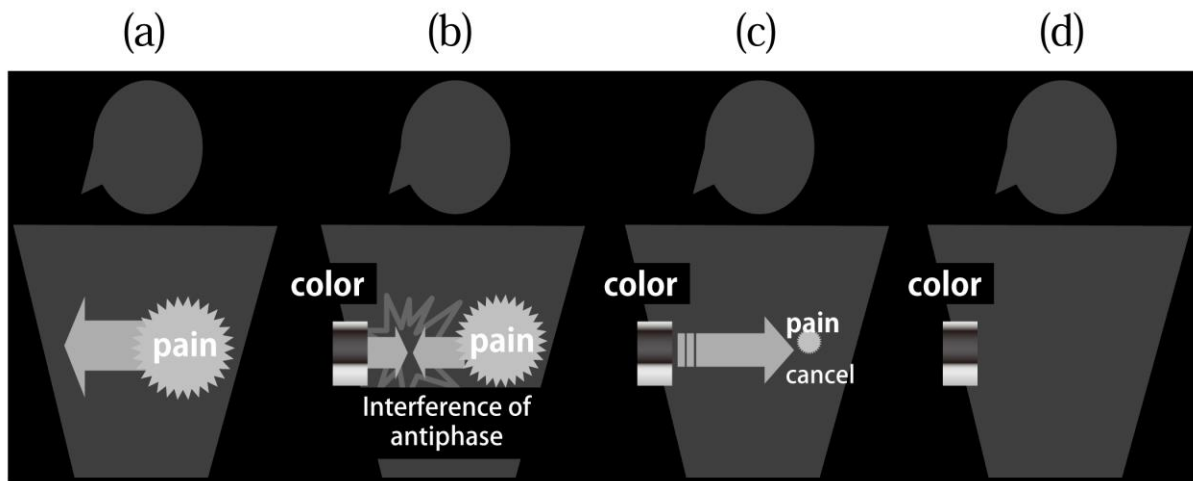 (a)
(b)
(c)
(d)
pain
color
pain
Interference of
antiphase
color
pain
cancel
color